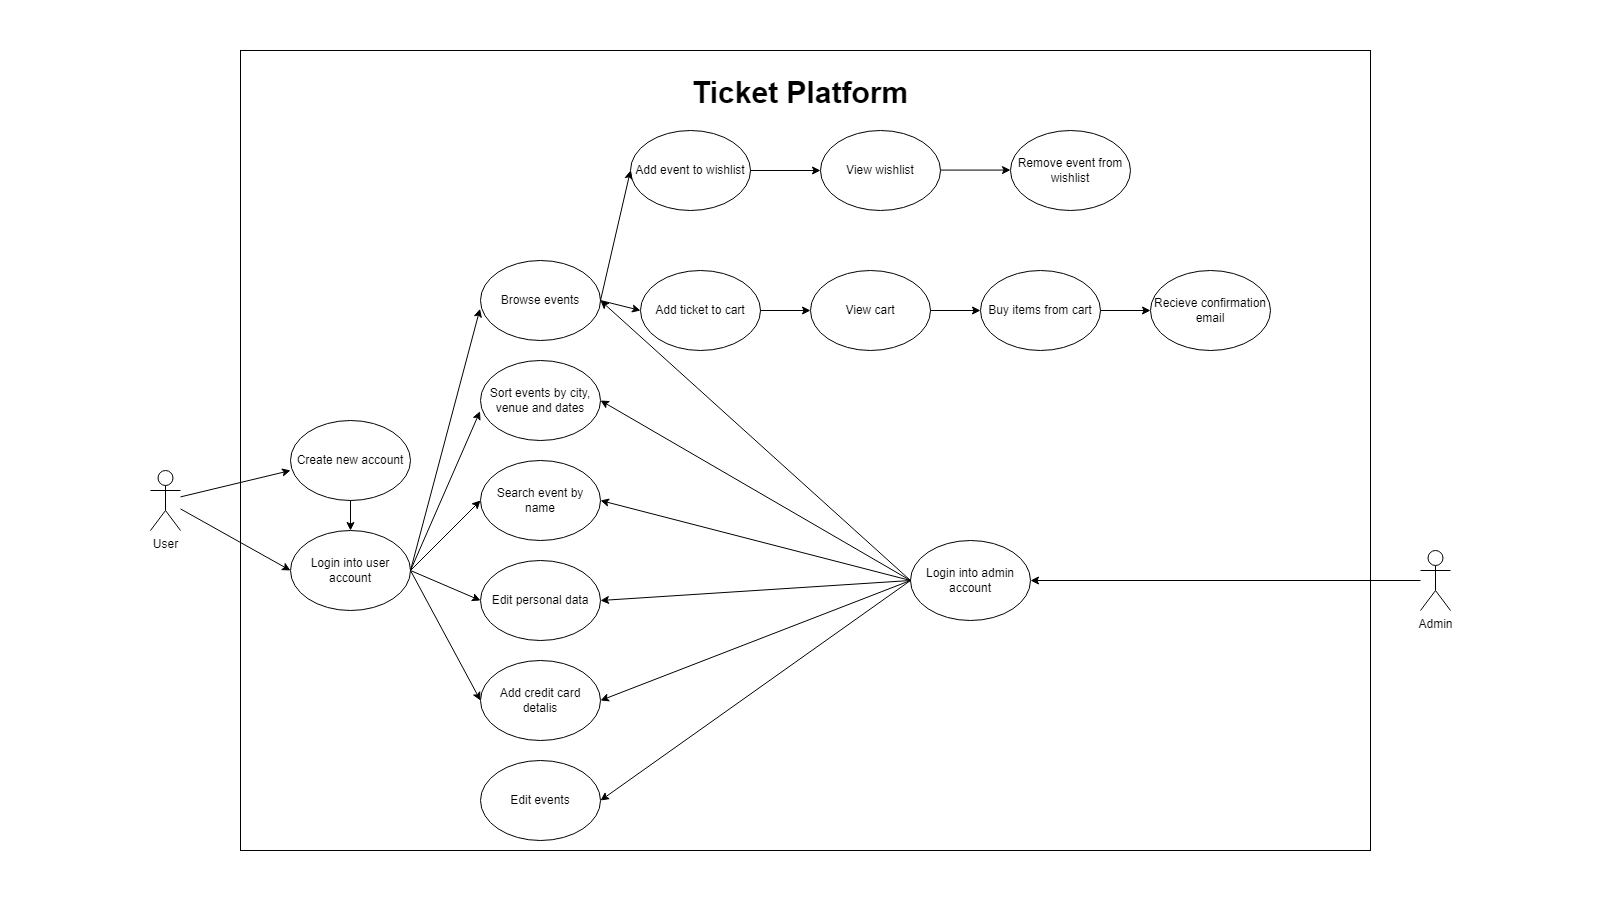 Ticket Platform
Add event to wishlist
View wishlist
Remove event from
wishlist
Browse events
Add ticket to cart
View cart
Buy items from cart
Recieve confirmation
email
Sort events by city,
venue and dates
Create new account
Search event by
name
User
Login into user
account
Edit personal data
Login into admin
account
Admin
Add credit card
detalis
Edit events